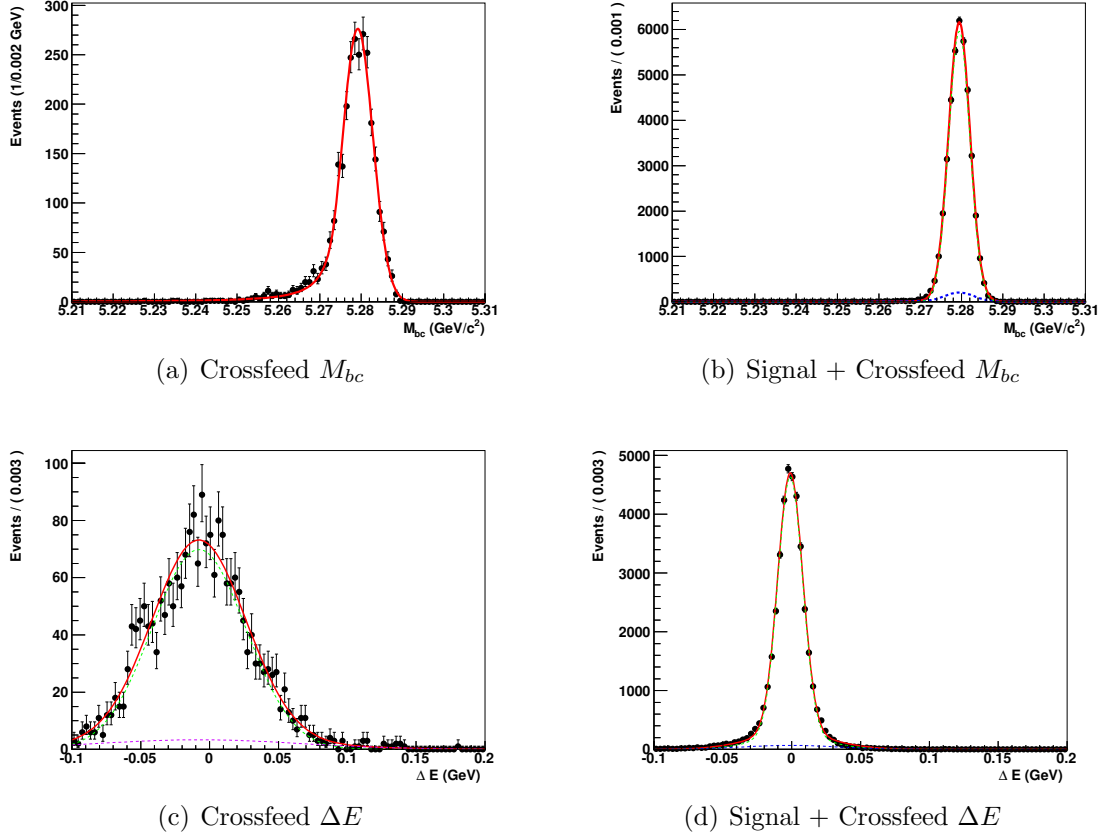 Events (1/0.002 GeV)
300
250
200
150
100
50
0
5.21 5.22 5.23 5.24 5.25 5.26 5.27 5.28 5.29 5.3 5.31
M_bc (GeV/c²)
(a) Crossfeed M_bc
Events / ( 0.001 )
6000
5000
4000
3000
2000
1000
0
5.21 5.22 5.23 5.24 5.25 5.26 5.27 5.28 5.29 5.3 5.31
M_bc (GeV/c²)
(b) Signal + Crossfeed M_bc
Events / ( 0.003 )
100
80
60
40
20
0
-0.1 -0.05 0 0.05 0.1 0.15 0.2
Δ E (GeV)
(c) Crossfeed ΔE
Events / ( 0.003 )
5000
4000
3000
2000
1000
0
-0.1 -0.05 0 0.05 0.1 0.15 0.2
Δ E (GeV)
(d) Signal + Crossfeed ΔE